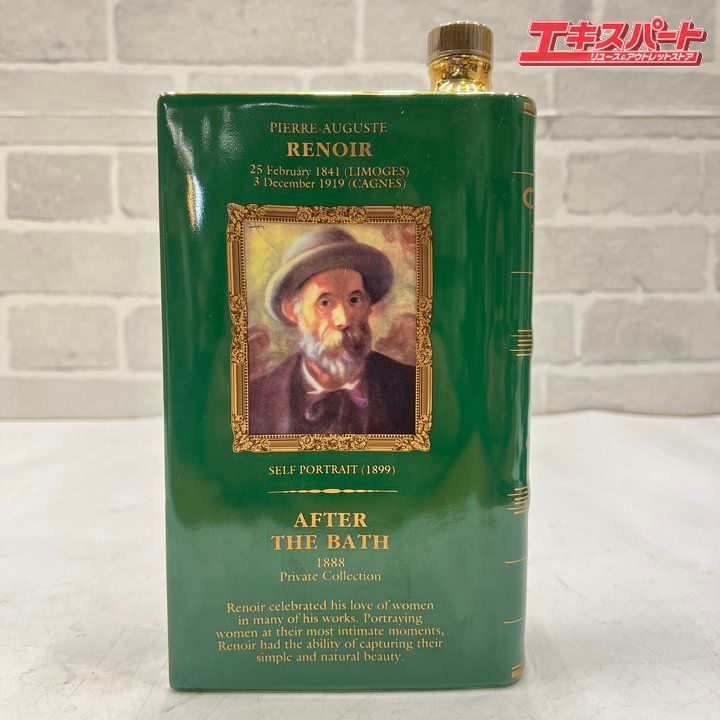 エキスパート
リユース&アウトレットストア
PIERRE-AUGUSTE
RENOIR
25 February 1841 (LIMOGES)
3 December 1919 (CAGNES)
SELF PORTRAIT (1899)
AFTER
THE BATH
1888
Private Collection
Renoir celebrated his love of women
in many of his works. Portraying
women at their most intimate moments,
Renoir had the ability of capturing their
simple and natural beauty.